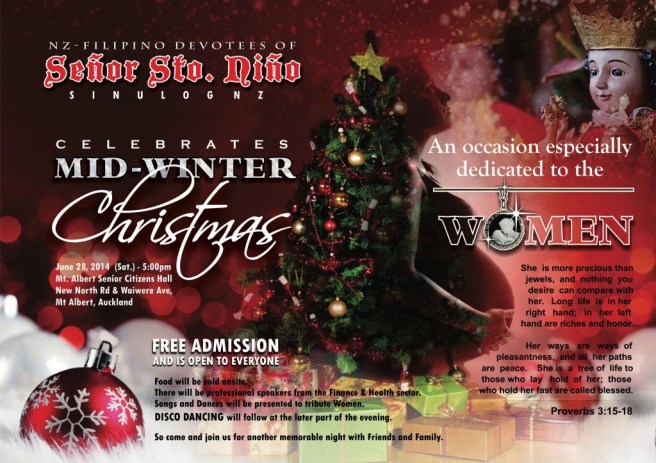 NZ-FILIPINO DEVOTEES OF
Señor Sto. Niño
SINULOGNZ
CELEBRATES
MID-WINTER
Christmas
June 28, 2014 (Sat.) - 5:00pm
Mt. Albert Senior Citizens Hall
New North Rd & Waiwere Ave,
Mt Albert, Auckland
FREE ADMISSION
AND IS OPEN TO EVERYONE
Food will be sold onsite.
There will be professional speakers from the Finance & Health sector,
Songs and Dances will be presented to tribute Women.
DISCO DANCING will follow at the later part of the evening.
So come and join us for another memorable night with Friends and Family.
An occasion especially
dedicated to the
WOMEN
She is more precious than
jewels, and nothing you
desire can compare with
her. Long life is in her
right hand; in her left
hand are riches and honor.
Her ways are ways of
pleasantness, and all her paths
are peace. She is a tree of life to
those who lay hold of her; those
who hold her fast are called blessed.
Proverbs 3:15-18